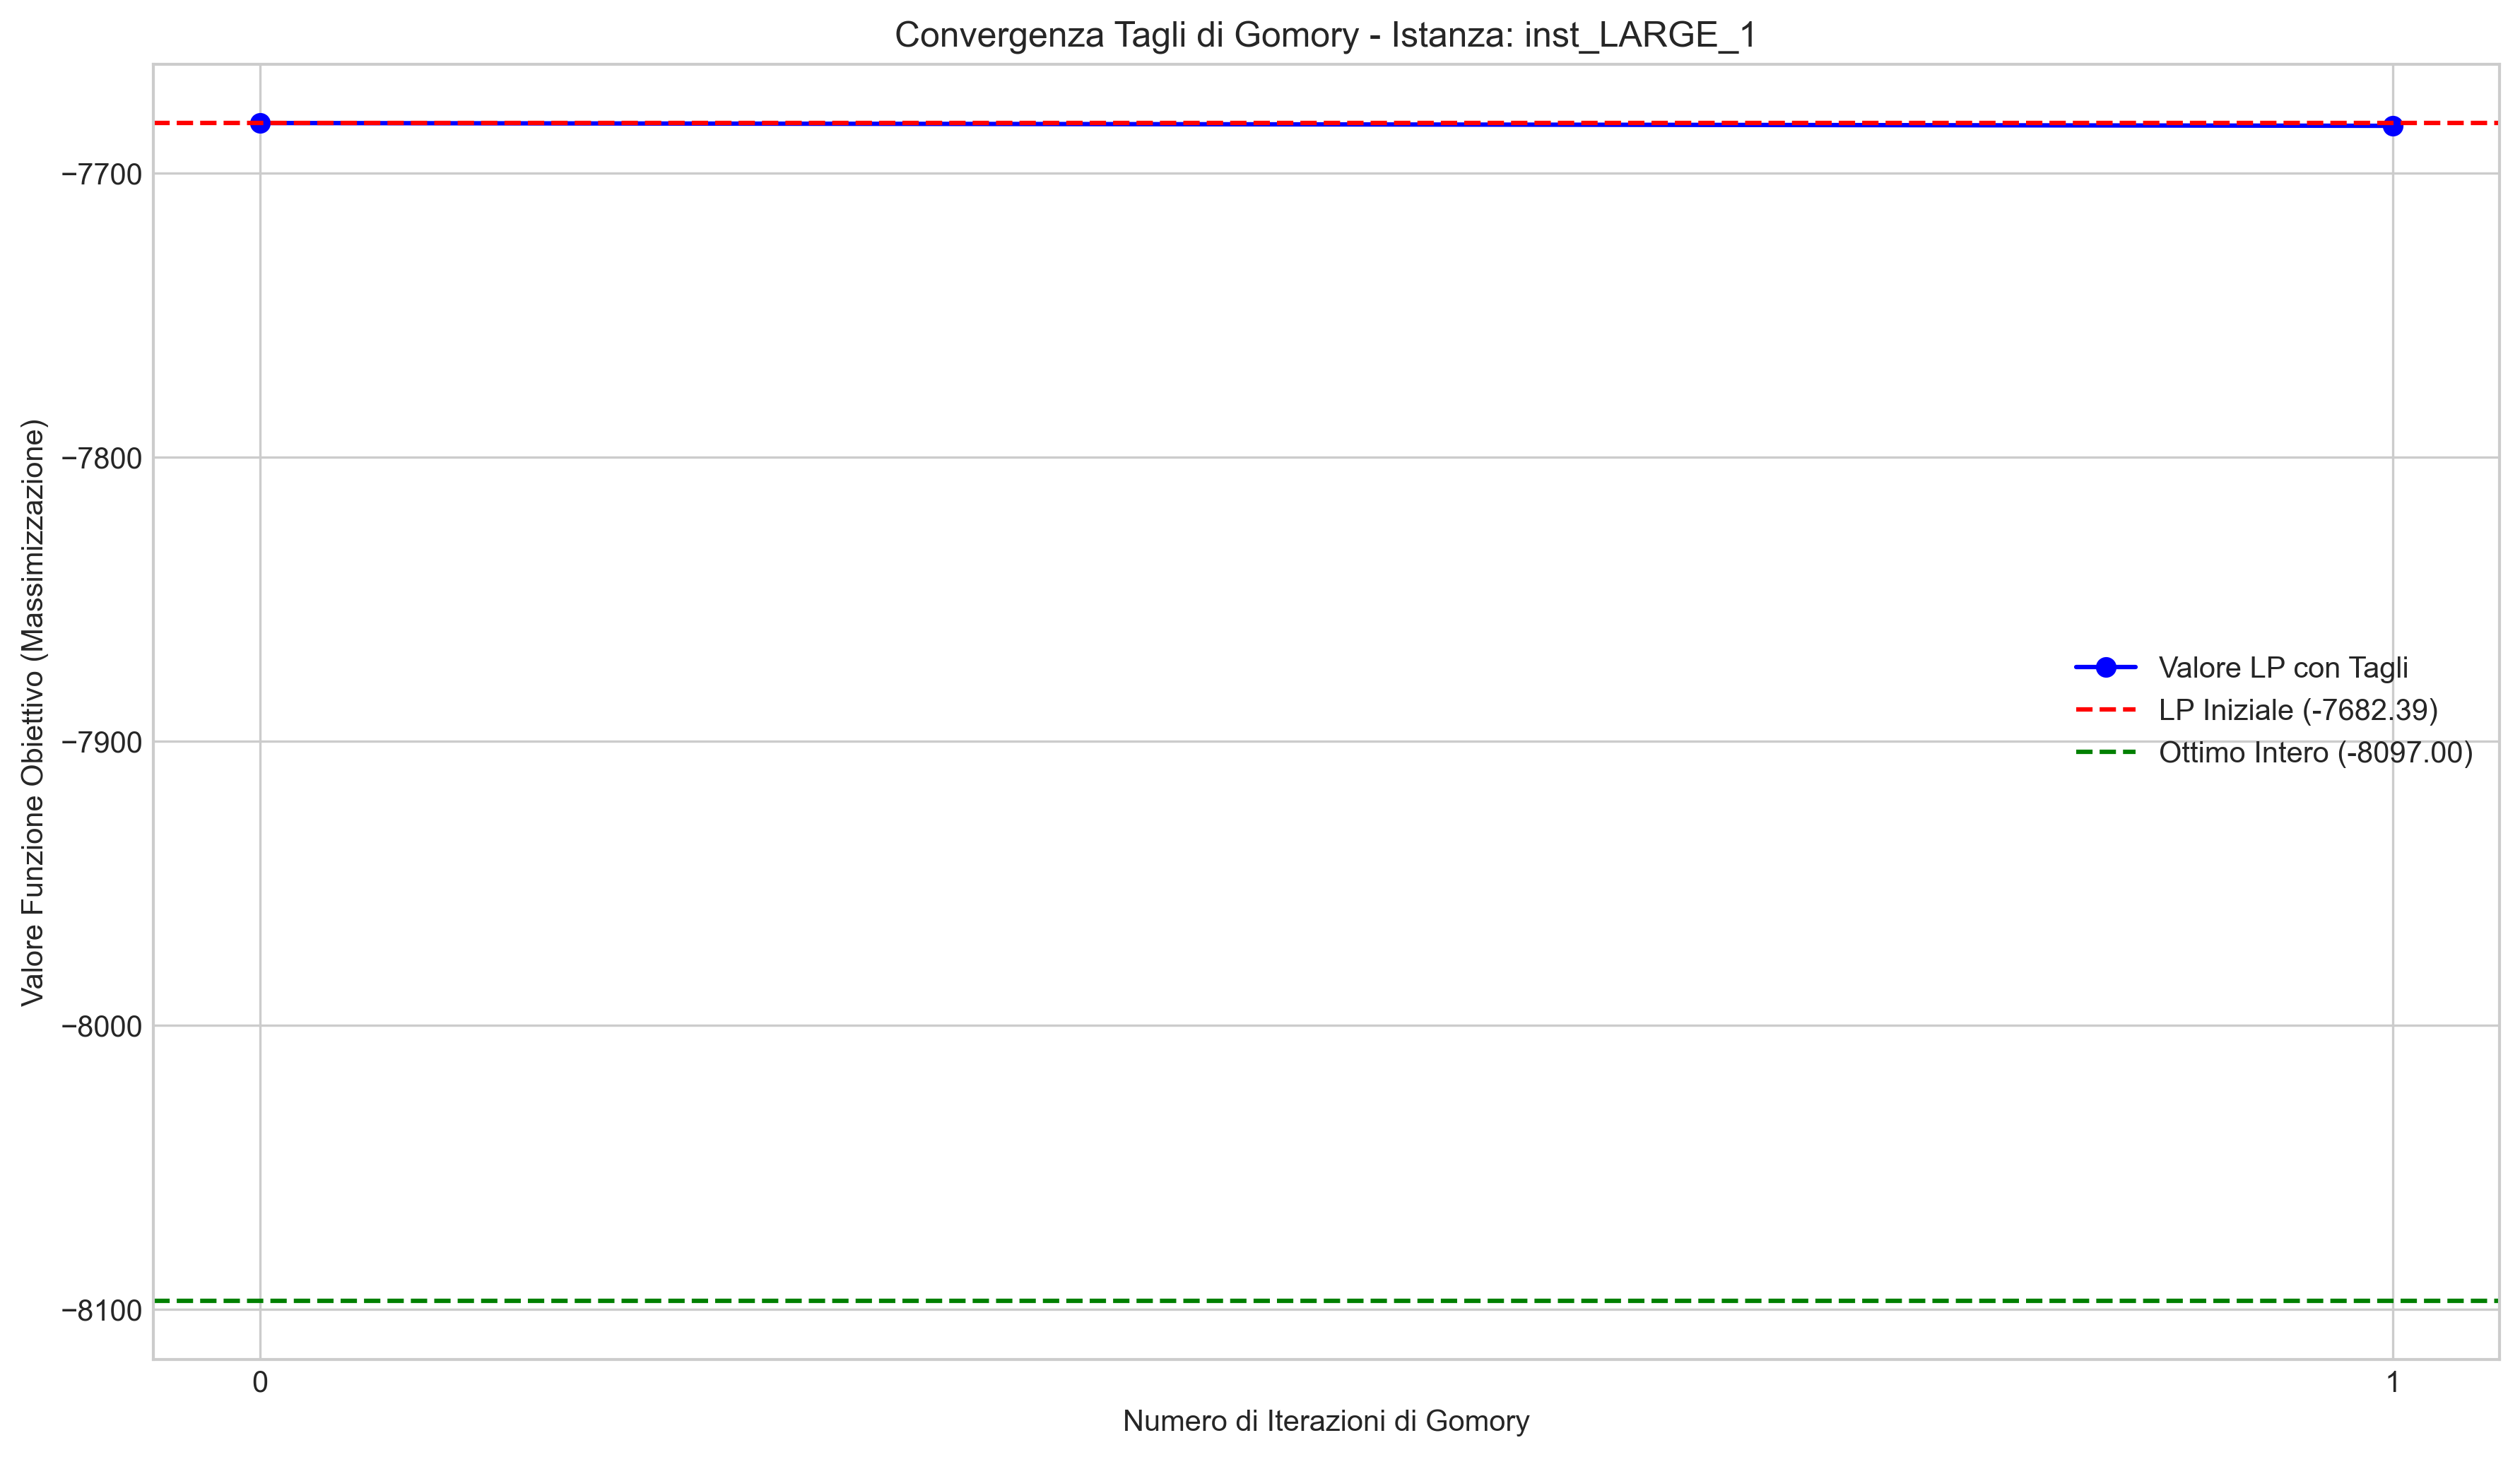 Convergenza Tagli di Gomory - Istanza: inst_LARGE_1
Valore Funzione Obiettivo (Massimizzazione)
−7700
−7800
−7900
−8000
−8100
Valore LP con Tagli
LP Iniziale (-7682.39)
Ottimo Intero (-8097.00)
0
1
Numero di Iterazioni di Gomory